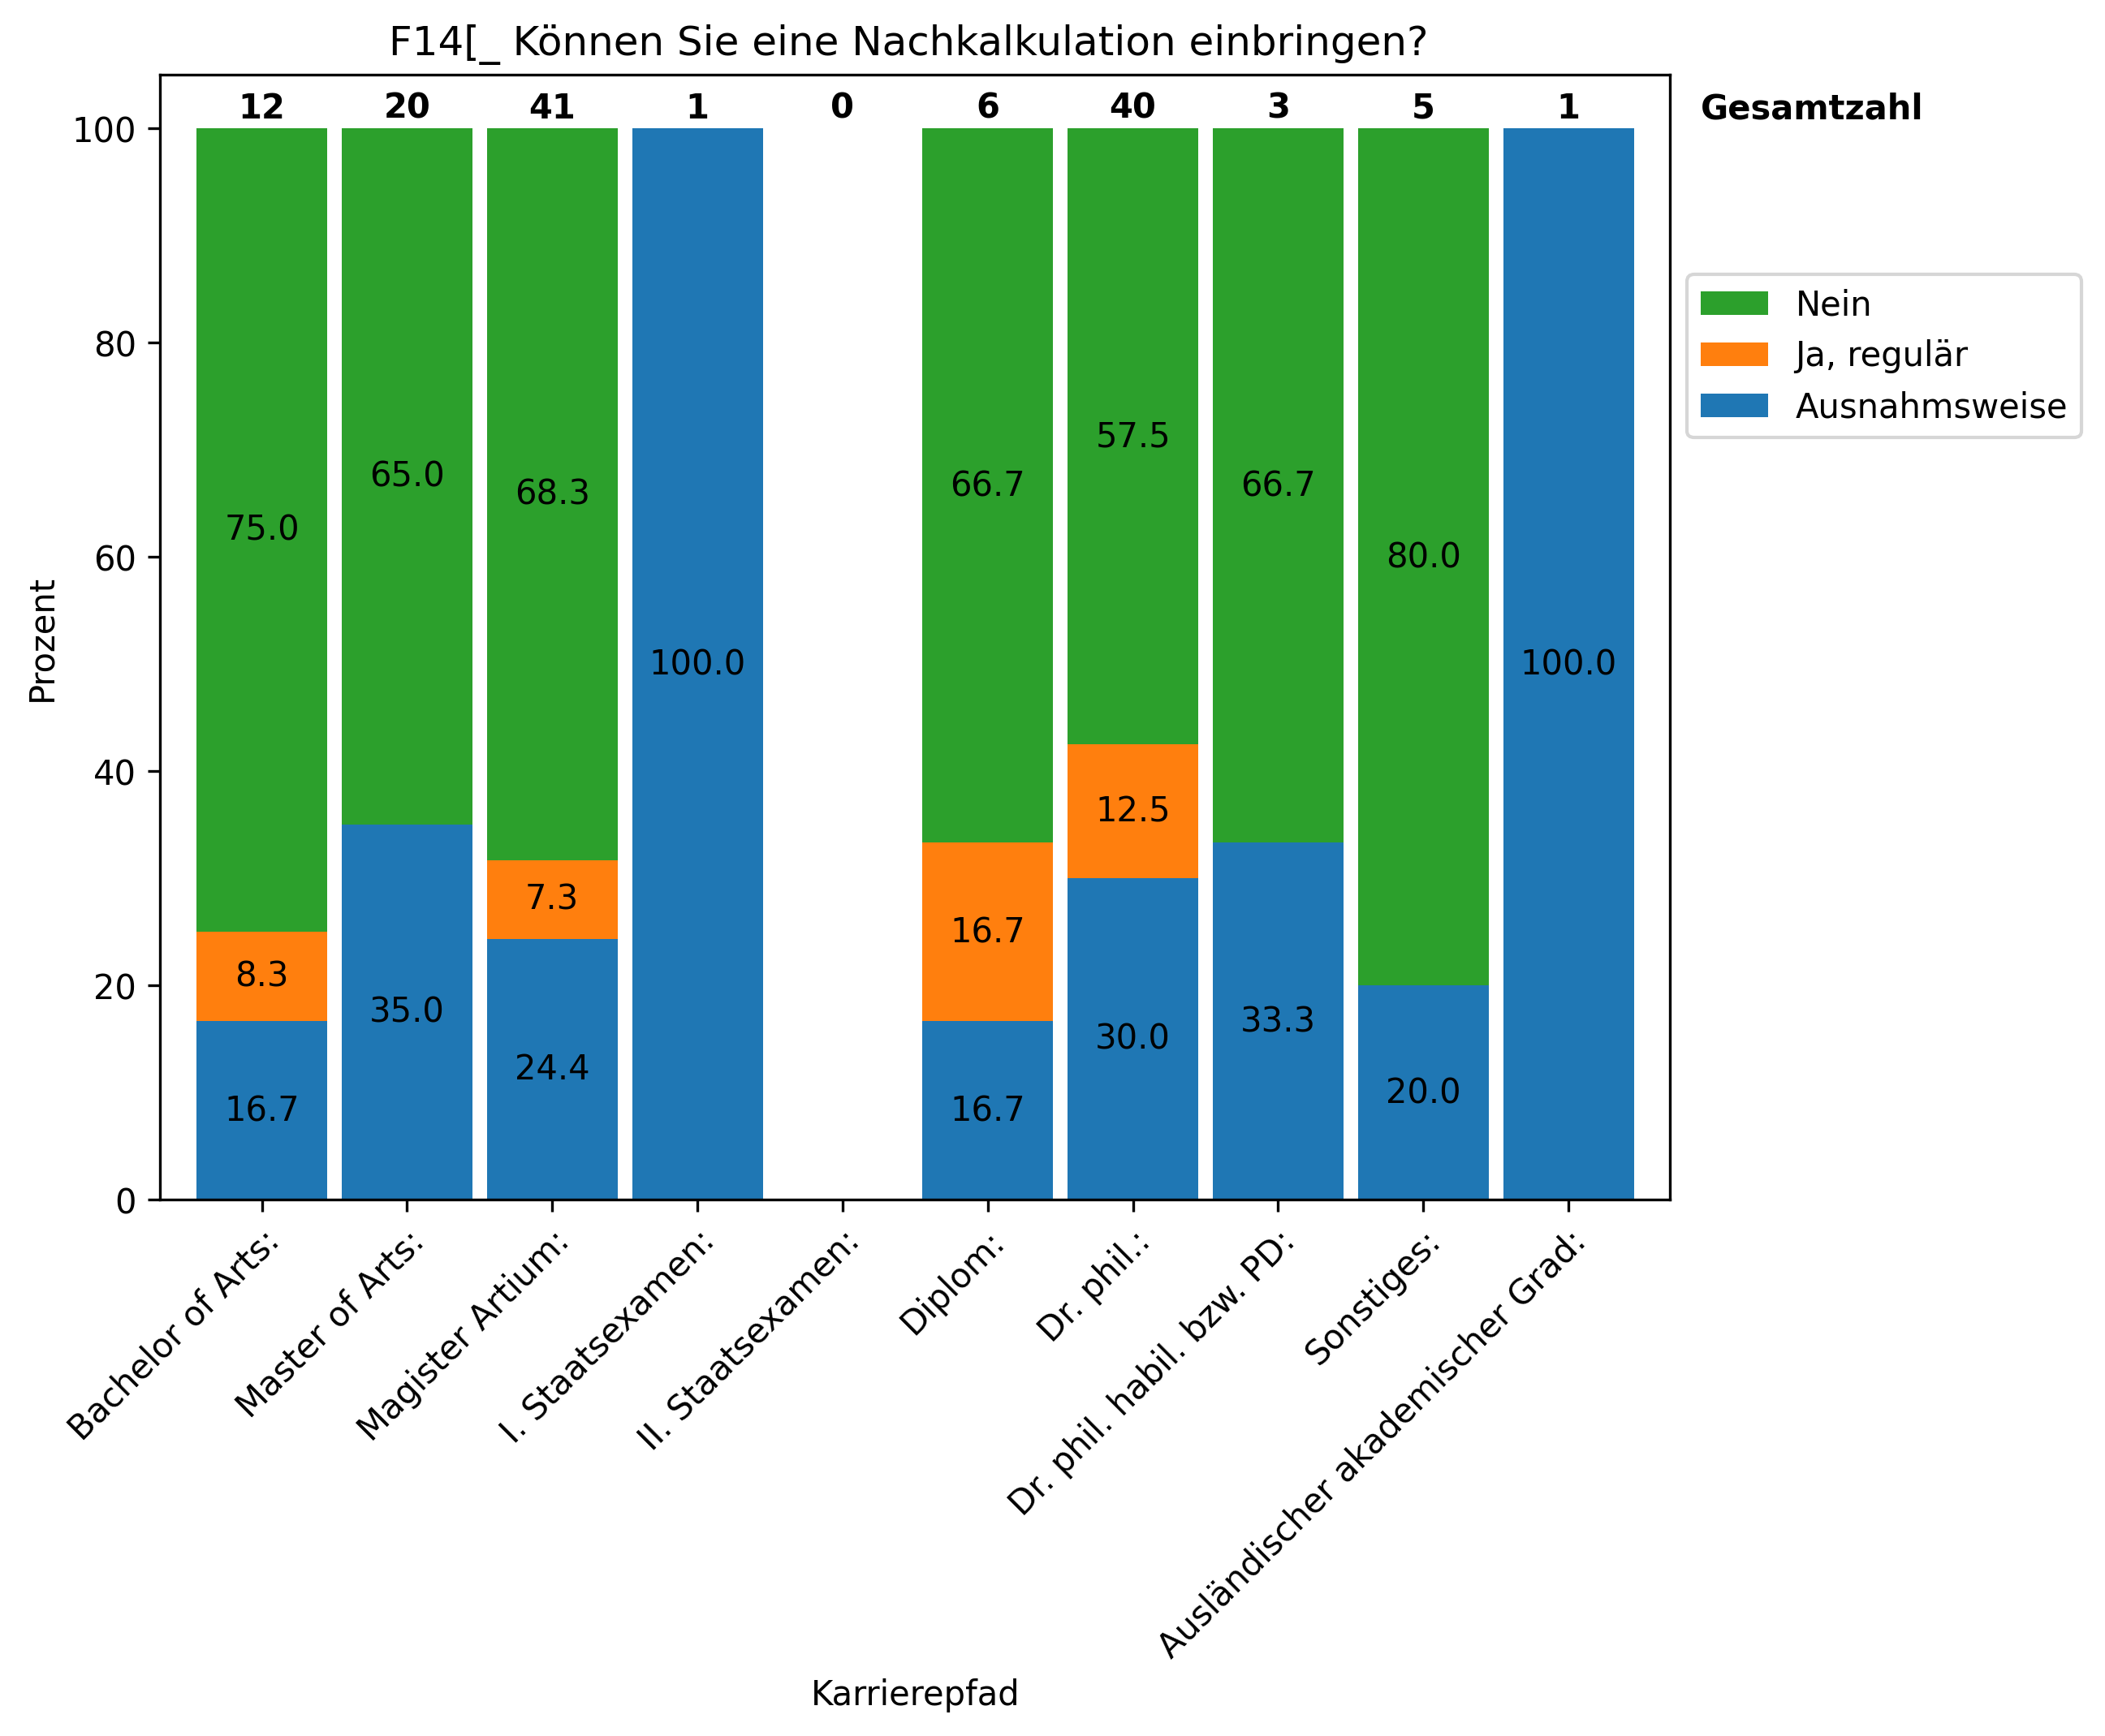 F14[_ Können Sie eine Nachkalkulation einbringen?
12 20 41 1 0 6 40 3 5 1 Gesamtzahl
Nein
Ja, regulär
Ausnahmsweise
Prozent
100
80
60
40
20
0
75.0
8.3
16.7
65.0
35.0
68.3
7.3
24.4
100.0
66.7
16.7
16.7
57.5
12.5
30.0
66.7
33.3
80.0
20.0
100.0
Bachelor of Arts:
Master of Arts:
Magister Artium:
I. Staatsexamen:
II. Staatsexamen:
Diplom:
Dr. phil.:
Dr. phil. habil. bzw. PD:
Sonstiges:
Ausländischer akademischer Grad:
Karrierepfad